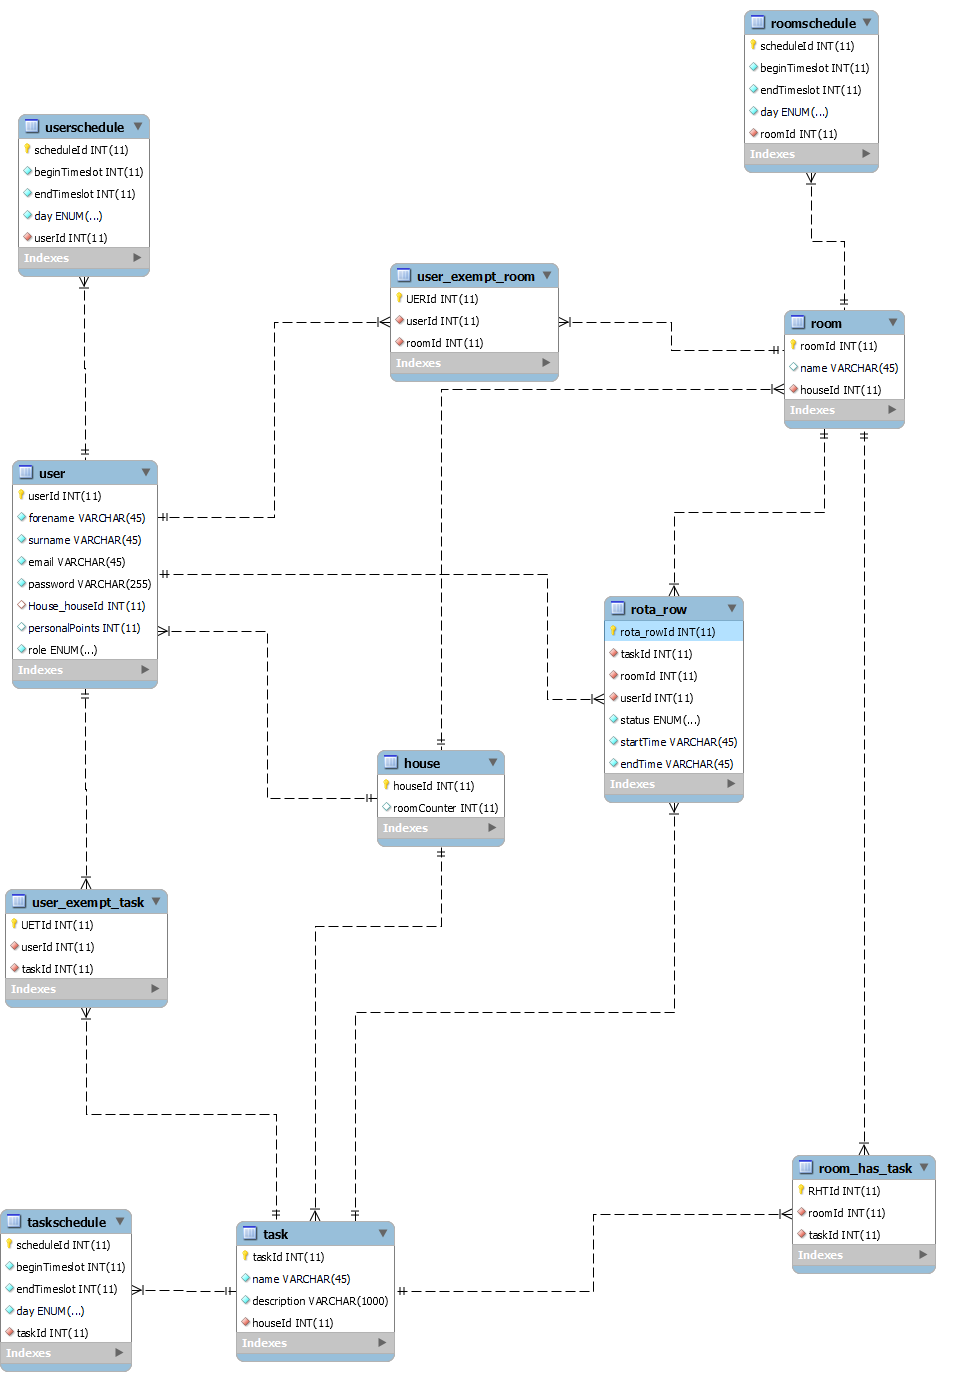 roomschedule
scheduleId INT(11)
beginTimeslot INT(11)
endTimeslot INT(11)
day ENUM(...)
roomId INT(11)
Indexes
userschedule
scheduleId INT(11)
beginTimeslot INT(11)
endTimeslot INT(11)
day ENUM(...)
userId INT(11)
Indexes
user_exempt_room
UERId INT(11)
userId INT(11)
roomId INT(11)
Indexes
room
roomId INT(11)
name VARCHAR(45)
houseId INT(11)
Indexes
user
userId INT(11)
forename VARCHAR(45)
surname VARCHAR(45)
email VARCHAR(45)
password VARCHAR(255)
House_houseId INT(11)
personalPoints INT(11)
role ENUM(...)
Indexes
rota_row
rota_rowId INT(11)
taskId INT(11)
roomId INT(11)
userId INT(11)
status ENUM(...)
startTime VARCHAR(45)
endTime VARCHAR(45)
Indexes
house
houseId INT(11)
roomCounter INT(11)
Indexes
user_exempt_task
UETId INT(11)
userId INT(11)
taskId INT(11)
Indexes
room_has_task
RHTId INT(11)
roomId INT(11)
taskId INT(11)
Indexes
taskschedule
scheduleId INT(11)
beginTimeslot INT(11)
endTimeslot INT(11)
day ENUM(...)
taskId INT(11)
Indexes
task
taskId INT(11)
name VARCHAR(45)
description VARCHAR(1000)
houseId INT(11)
Indexes